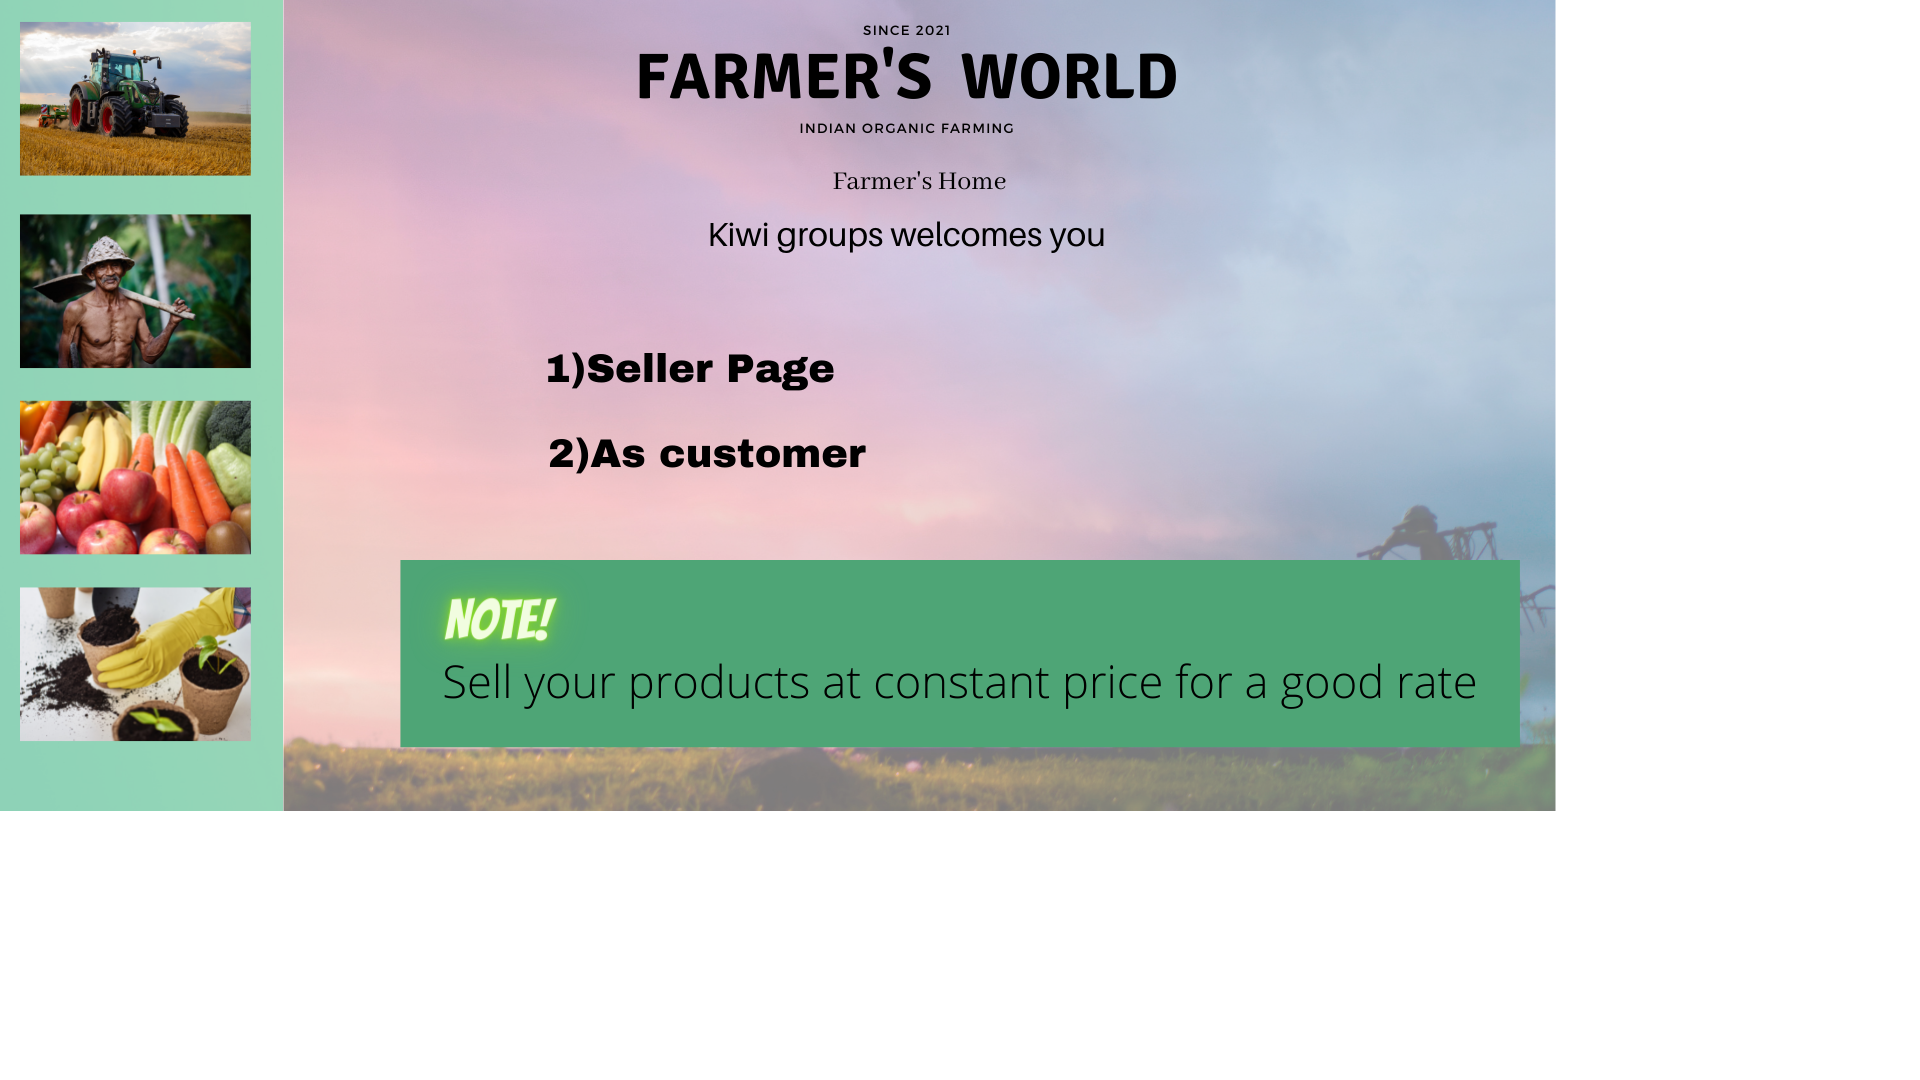 SINCE 2021
FARMER'S WORLD
INDIAN ORGANIC FARMING
Farmer's Home
Kiwi groups welcomes you
1)Seller Page
2)As customer
NOTE!
Sell your products at constant price for a good rate